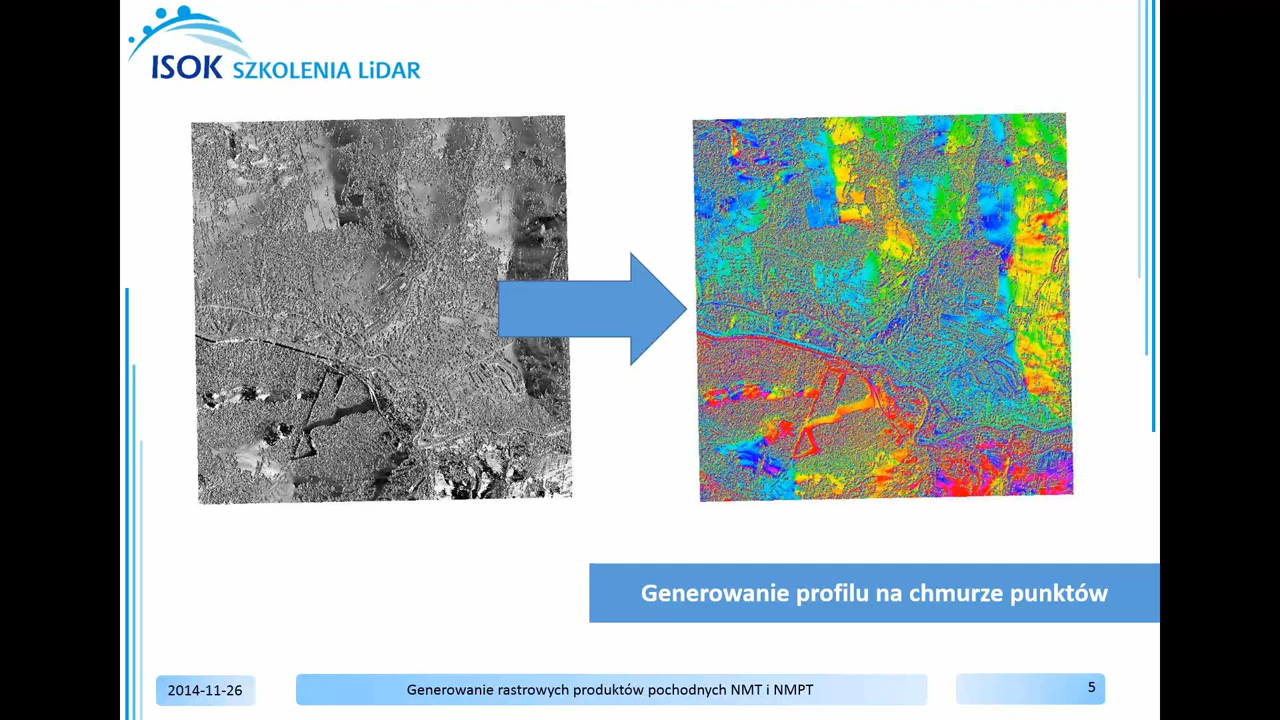 ISOK SZKOLENIA LiDAR
Generowanie profilu na chmurze punktów
2014-11-26
Generowanie rastrowych produktów pochodnych NMT i NMPT
5